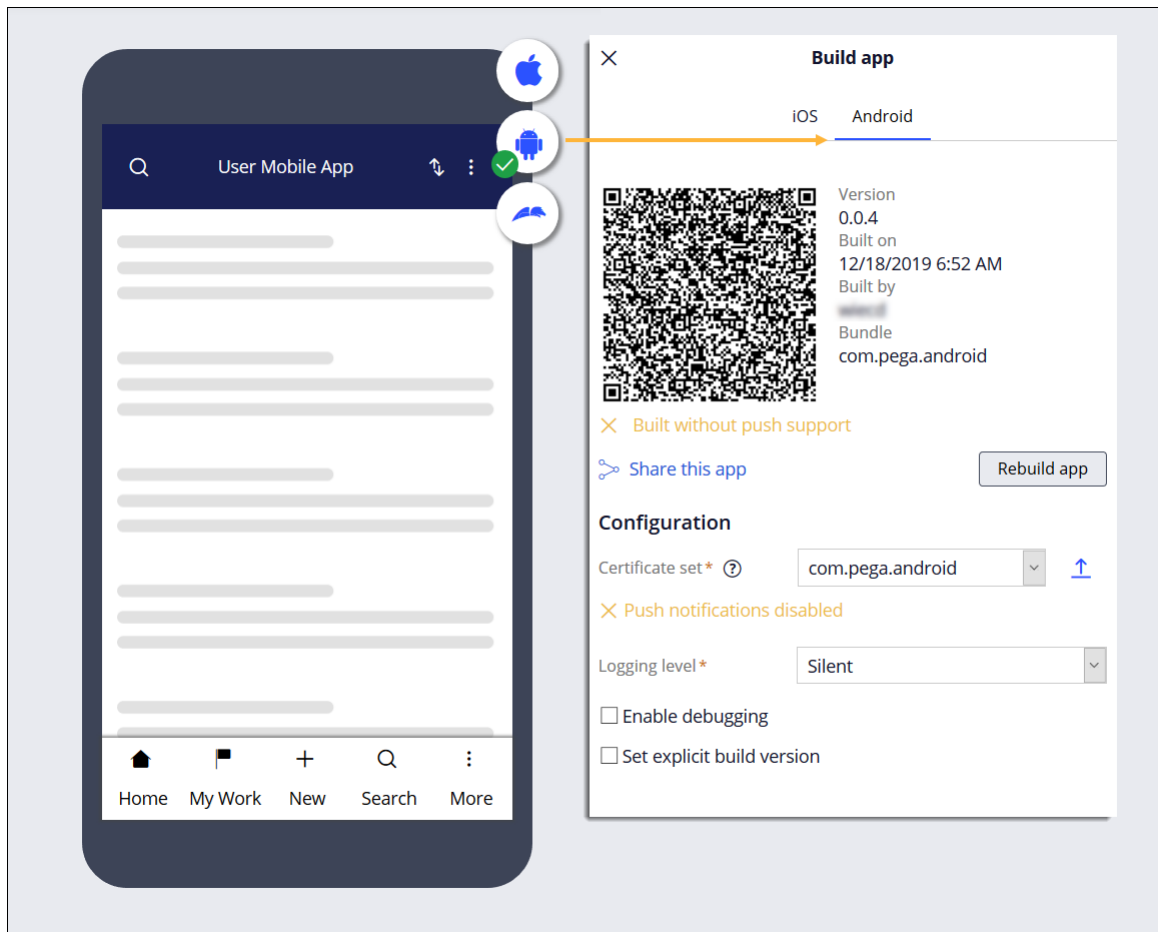 User Mobile App
Home My Work New Search More
Build app
iOS Android
Version
0.0.4
Built on
12/18/2019 6:52 AM
Built by
Bundle
com.pega.android
Built without push support
Share this app Rebuild app
Configuration
Certificate set* ? com.pega.android
Push notifications disabled
Logging level* Silent
Enable debugging
Set explicit build version